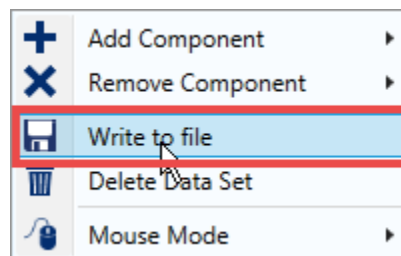 Add Component
Remove Component
Write to file
Delete Data Set
Mouse Mode